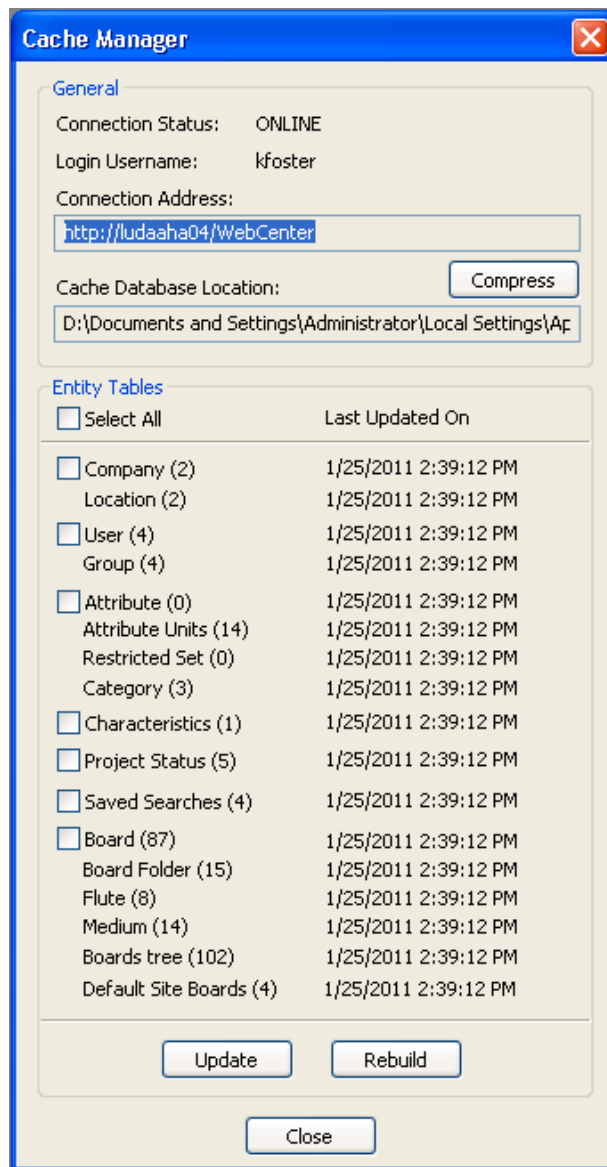 Cache Manager
General
Connection Status: ONLINE
Login Username: kfoster
Connection Address:
http://ludaaha04/WebCenter
Compress
Cache Database Location:
D:\Documents and Settings\Administrator\Local Settings\Ap
Entity Tables
Select All Last Updated On
Company (2) 1/25/2011 2:39:12 PM
Location (2) 1/25/2011 2:39:12 PM
User (4) 1/25/2011 2:39:12 PM
Group (4) 1/25/2011 2:39:12 PM
Attribute (0) 1/25/2011 2:39:12 PM
Attribute Units (14) 1/25/2011 2:39:12 PM
Restricted Set (0) 1/25/2011 2:39:12 PM
Category (3) 1/25/2011 2:39:12 PM
Characteristics (1) 1/25/2011 2:39:12 PM
Project Status (5) 1/25/2011 2:39:12 PM
Saved Searches (4) 1/25/2011 2:39:12 PM
Board (87) 1/25/2011 2:39:12 PM
Board Folder (15) 1/25/2011 2:39:12 PM
Flute (8) 1/25/2011 2:39:12 PM
Medium (14) 1/25/2011 2:39:12 PM
Boards tree (102) 1/25/2011 2:39:12 PM
Default Site Boards (4) 1/25/2011 2:39:12 PM
Update Rebuild
Close